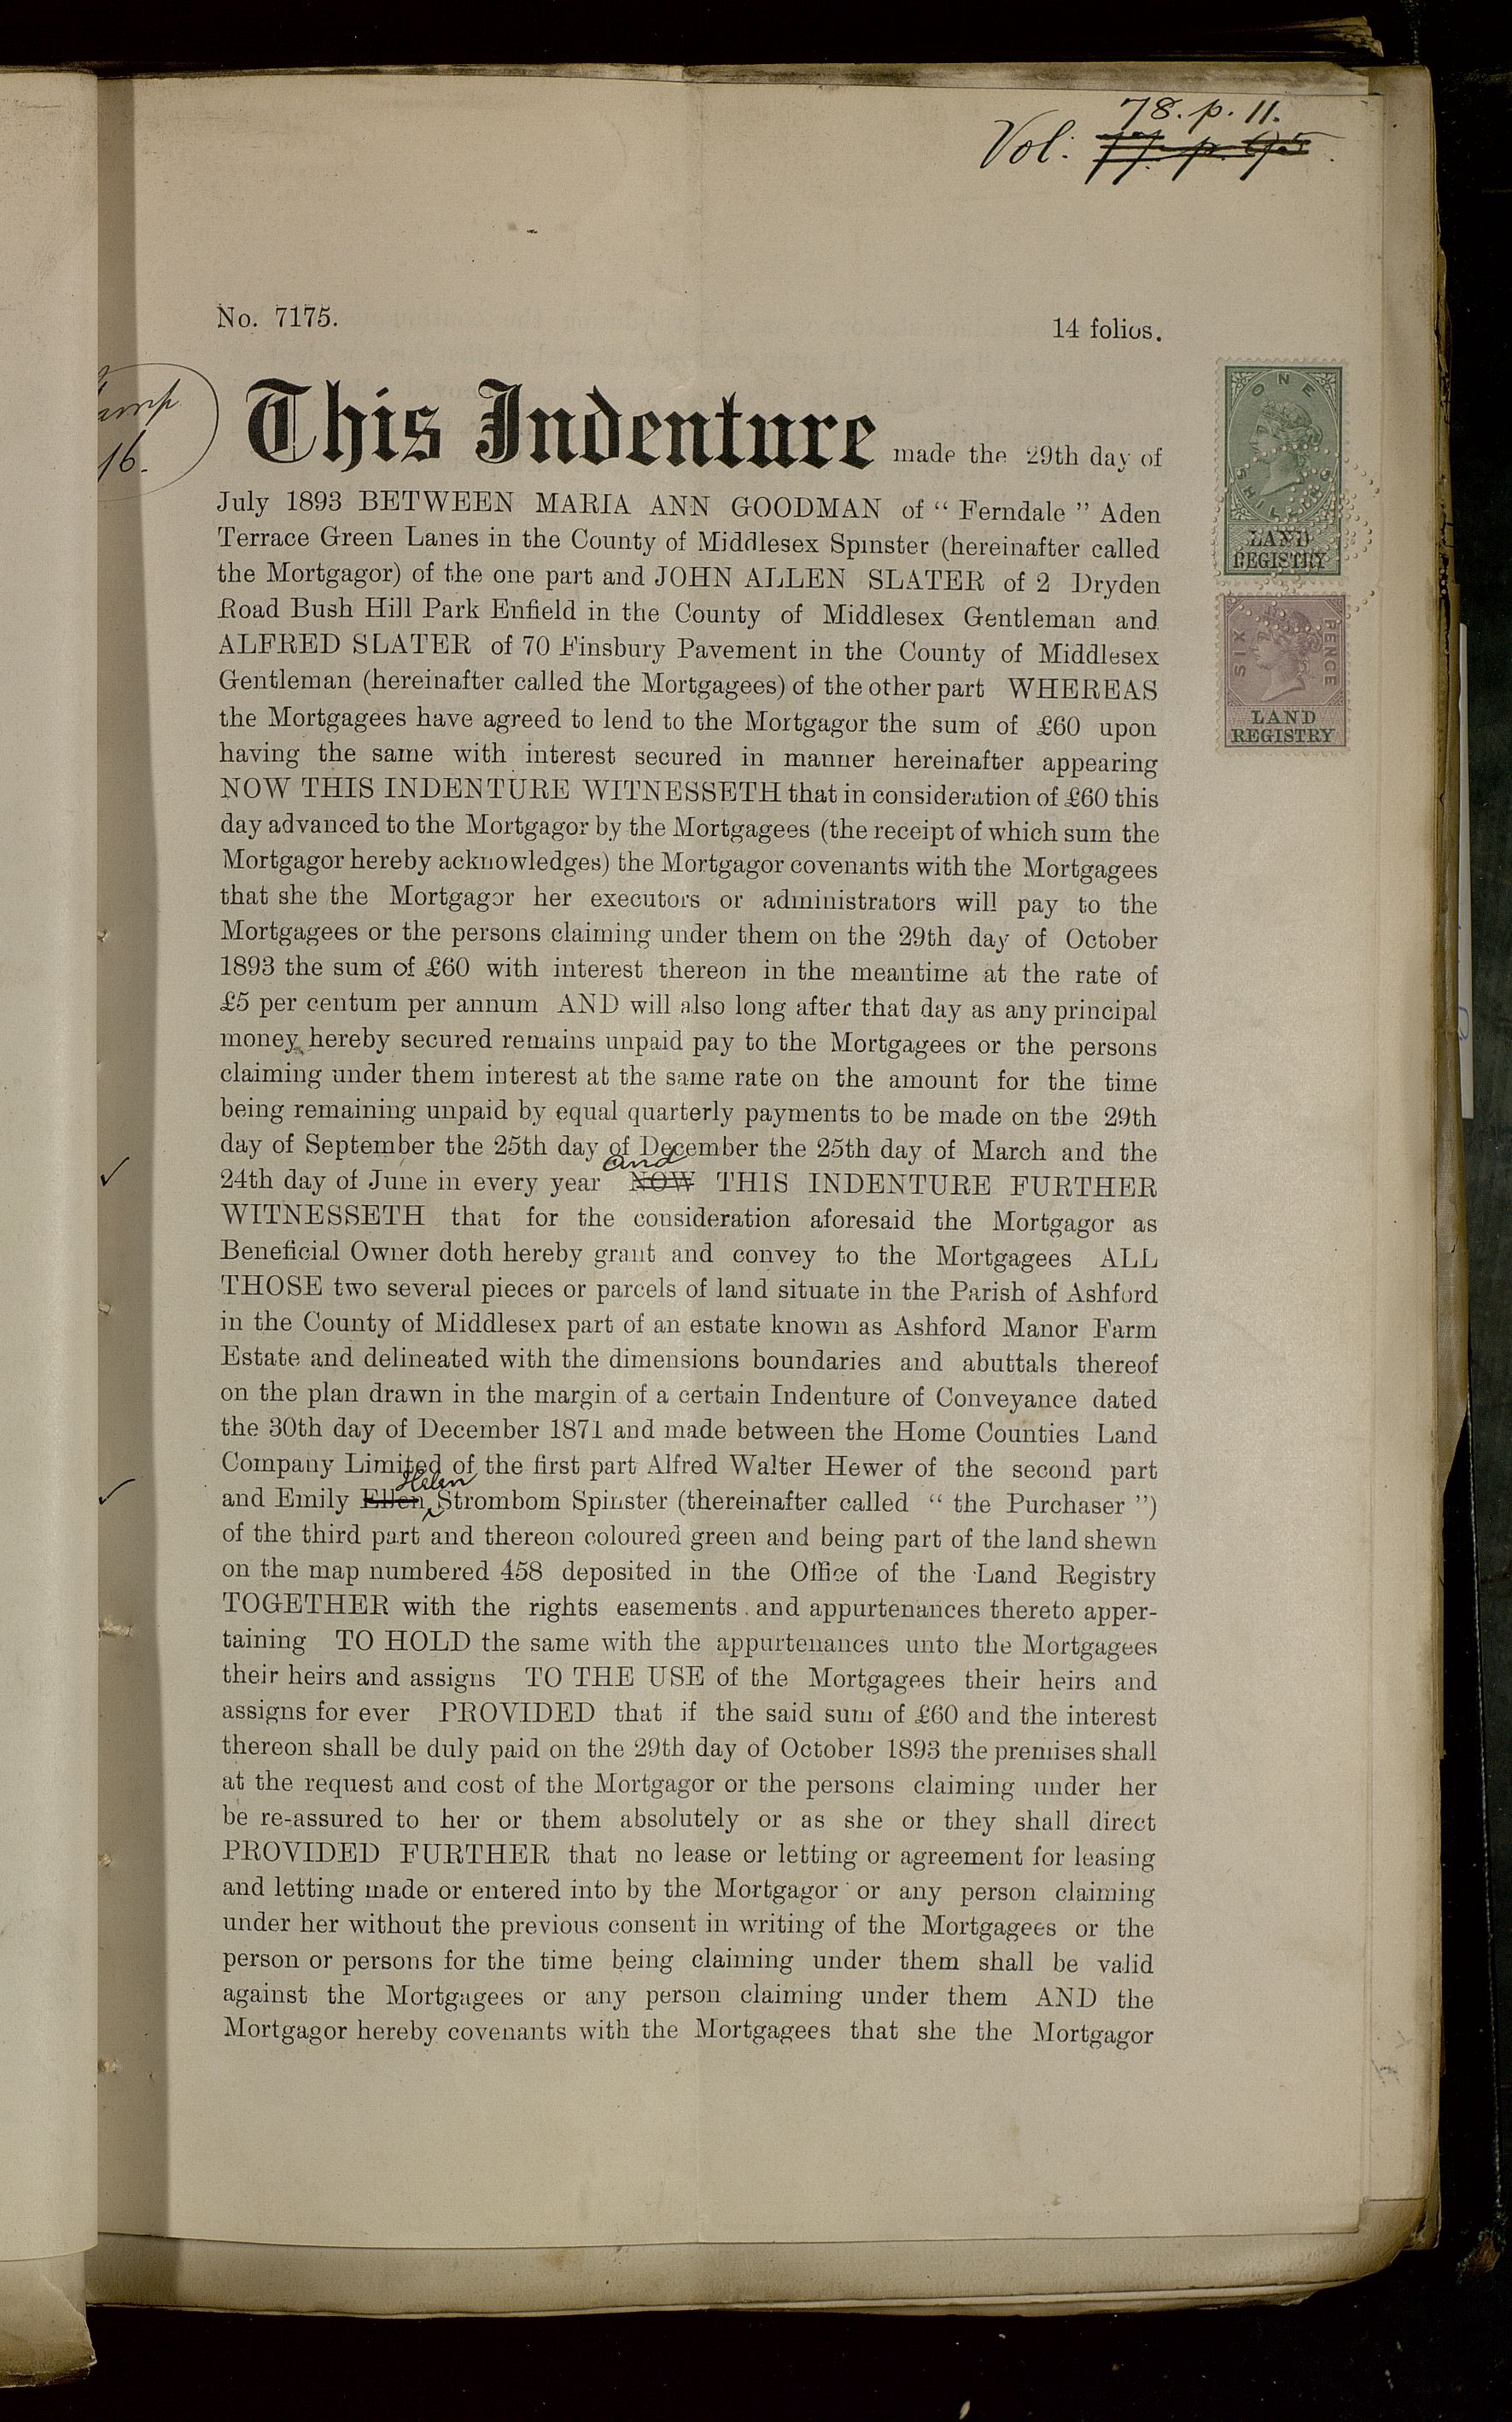 78. p. 11.
Vol: 77. p. 95
No. 7175.
14 folios.
16.
This Indenture made the 29th day of
July 1893 BETWEEN MARIA ANN GOODMAN of “ Ferndale ” Aden
Terrace Green Lanes in the County of Middlesex Spinster (hereinafter called
the Mortgagor) of the one part and JOHN ALLEN SLATER of 2 Dryden
Road Bush Hill Park Enfield in the County of Middlesex Gentleman and
ALFRED SLATER of 70 Finsbury Pavement in the County of Middlesex
Gentleman (hereinafter called the Mortgagees) of the other part WHEREAS
the Mortgagees have agreed to lend to the Mortgagor the sum of £60 upon
having the same with interest secured in manner hereinafter appearing
NOW THIS INDENTURE WITNESSETH that in consideration of £60 this
day advanced to the Mortgagor by the Mortgagees (the receipt of which sum the
Mortgagor hereby acknowledges) the Mortgagor covenants with the Mortgagees
that she the Mortgagor her executors or administrators will pay to the
Mortgagees or the persons claiming under them on the 29th day of October
1893 the sum of £60 with interest thereon in the meantime at the rate of
£5 per centum per annum AND will also long after that day as any principal
money hereby secured remains unpaid pay to the Mortgagees or the persons
claiming under them interest at the same rate on the amount for the time
being remaining unpaid by equal quarterly payments to be made on the 29th
day of September the 25th day of December the 25th day of March and the
and
24th day of June in every year NOW THIS INDENTURE FURTHER
WITNESSETH that for the consideration aforesaid the Mortgagor as
Beneficial Owner doth hereby grant and convey to the Mortgagees ALL
THOSE two several pieces or parcels of land situate in the Parish of Ashford
in the County of Middlesex part of an estate known as Ashford Manor Farm
Estate and delineated with the dimensions boundaries and abuttals thereof
on the plan drawn in the margin of a certain Indenture of Conveyance dated
the 30th day of December 1871 and made between the Home Counties Land
Company Limited of the first part Alfred Walter Hewer of the second part
Helen
and Emily Ellen Strombom Spinster (thereinafter called “ the Purchaser ”)
of the third part and thereon coloured green and being part of the land shewn
on the map numbered 458 deposited in the Office of the Land Registry
TOGETHER with the rights easements and appurtenances thereto apper-
taining TO HOLD the same with the appurtenances unto the Mortgagees
their heirs and assigns TO THE USE of the Mortgagees their heirs and
assigns for ever PROVIDED that if the said sum of £60 and the interest
thereon shall be duly paid on the 29th day of October 1893 the premises shall
at the request and cost of the Mortgagor or the persons claiming under her
be re-assured to her or them absolutely or as she or they shall direct
PROVIDED FURTHER that no lease or letting or agreement for leasing
and letting made or entered into by the Mortgagor or any person claiming
under her without the previous consent in writing of the Mortgagees or the
person or persons for the time being claiming under them shall be valid
against the Mortgagees or any person claiming under them AND the
Mortgagor hereby covenants with the Mortgagees that she the Mortgagor
ONE
SHILLING
LAND
REGISTRY
SIX PENCE
LAND
REGISTRY